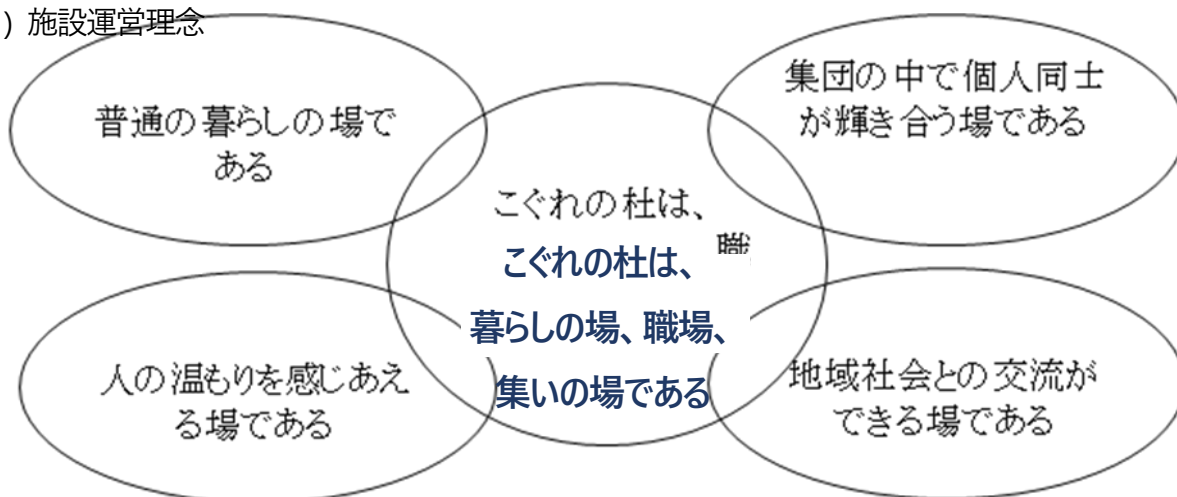 ) 施設運営理念
普通の暮らしの場で
ある
集団の中で個人同士
が輝き合う場である
こぐれの杜は、
職
こぐれの杜は、
暮らしの場、職場、
集いの場である
人の温もりを感じあえ
る場である
地域社会との交流が
できる場である